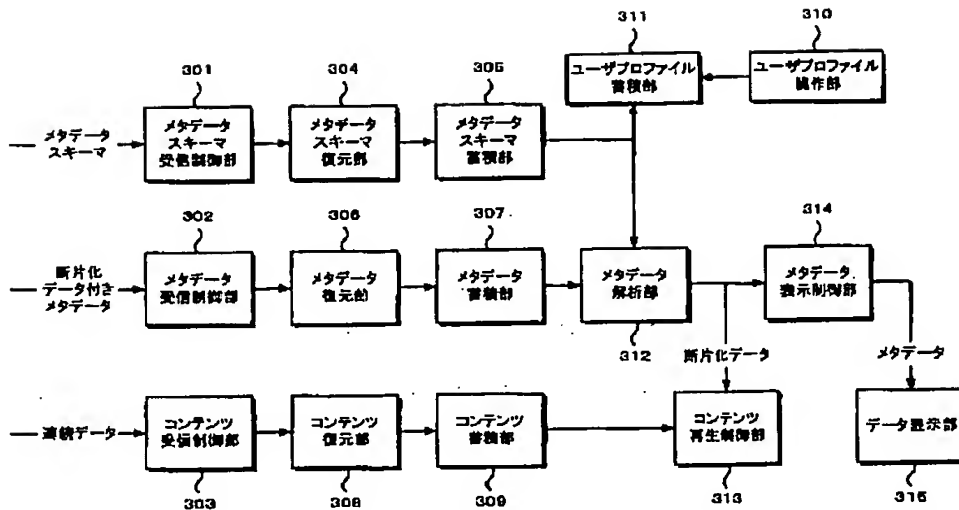 311
310
ユーザプロファイル
蓄積部
ユーザプロファイル
操作部
301
304
305
メタデータ
スキーマ
メタデータ
スキーマ
受信制御部
メタデータ
スキーマ
復元部
メタデータ
スキーマ
蓄積部
302
306
307
314
断片化
データ付き
メタデータ
メタデータ
受信制御部
メタデータ
復元部
メタデータ
蓄積部
メタデータ
解析部
メタデータ
表示制御部
312
断片化データ
メタデータ
連続データ
コンテンツ
受信制御部
コンテンツ
復元部
コンテンツ
蓄積部
コンテンツ
再生制御部
データ表示部
303
308
309
313
315